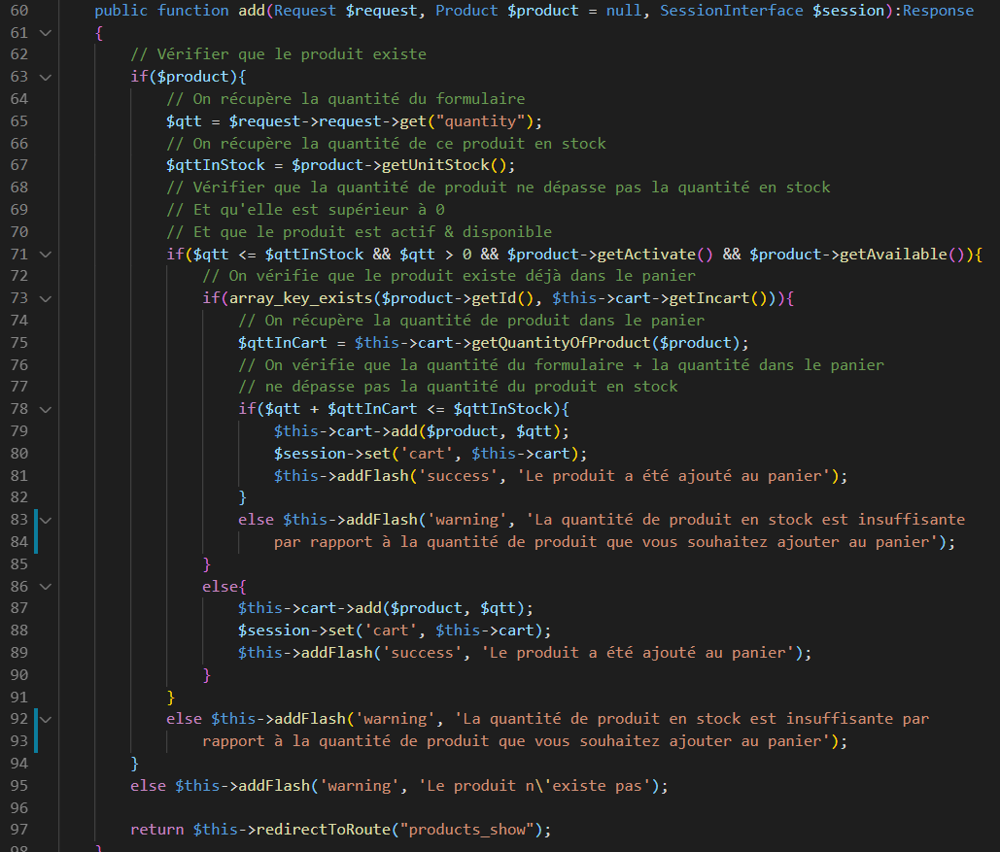 60 public function add(Request $request, Product $product = null, SessionInterface $session):Response
61 {
62 // Vérifier que le produit existe
63 if($product){
64 // On récupère la quantité du formulaire
65 $qtt = $request->request->get("quantity");
66 // On récupère la quantité de ce produit en stock
67 $qttInStock = $product->getUnitStock();
68 // Vérifier que la quantité de produit ne dépasse pas la quantité en stock
69 // Et qu'elle est supérieur à 0
70 // Et que le produit est actif & disponible
71 if($qtt <= $qttInStock && $qtt > 0 && $product->getActivate() && $product->getAvailable()){
72 // On vérifie que le produit existe déjà dans le panier
73 if(array_key_exists($product->getId(), $this->cart->getIncart())){
74 // On récupère la quantité de produit dans le panier
75 $qttInCart = $this->cart->getQuantityOfProduct($product);
76 // On vérifie que la quantité du formulaire + la quantité dans le panier
77 // ne dépasse pas la quantité du produit en stock
78 if($qtt + $qttInCart <= $qttInStock){
79 $this->cart->add($product, $qtt);
80 $session->set('cart', $this->cart);
81 $this->addFlash('success', 'Le produit a été ajouté au panier');
82 }
83 else $this->addFlash('warning', 'La quantité de produit en stock est insuffisante
84 par rapport à la quantité de produit que vous souhaitez ajouter au panier');
85 }
86 else{
87 $this->cart->add($product, $qtt);
88 $session->set('cart', $this->cart);
89 $this->addFlash('success', 'Le produit a été ajouté au panier');
90 }
91 }
92 else $this->addFlash('warning', 'La quantité de produit en stock est insuffisante par
93 rapport à la quantité de produit que vous souhaitez ajouter au panier');
94 }
95 else $this->addFlash('warning', 'Le produit n\'existe pas');
96
97 return $this->redirectToRoute("products_show");
98 }